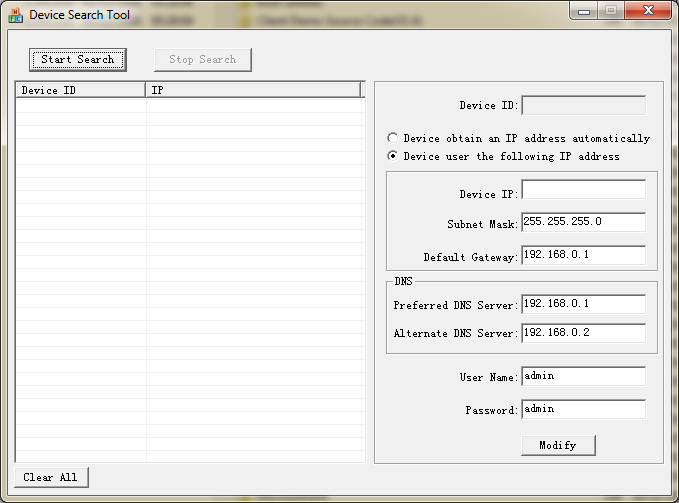 Device Search Tool
Start Search
Stop Search
Device ID
IP
Device ID:
Device obtain an IP address automatically
Device user the following IP address
Device IP:
Subnet Mask: 255.255.255.0
Default Gateway: 192.168.0.1
DNS
Preferred DNS Server: 192.168.0.1
Alternate DNS Server: 192.168.0.2
User Name: admin
Password: admin
Modify
Clear All